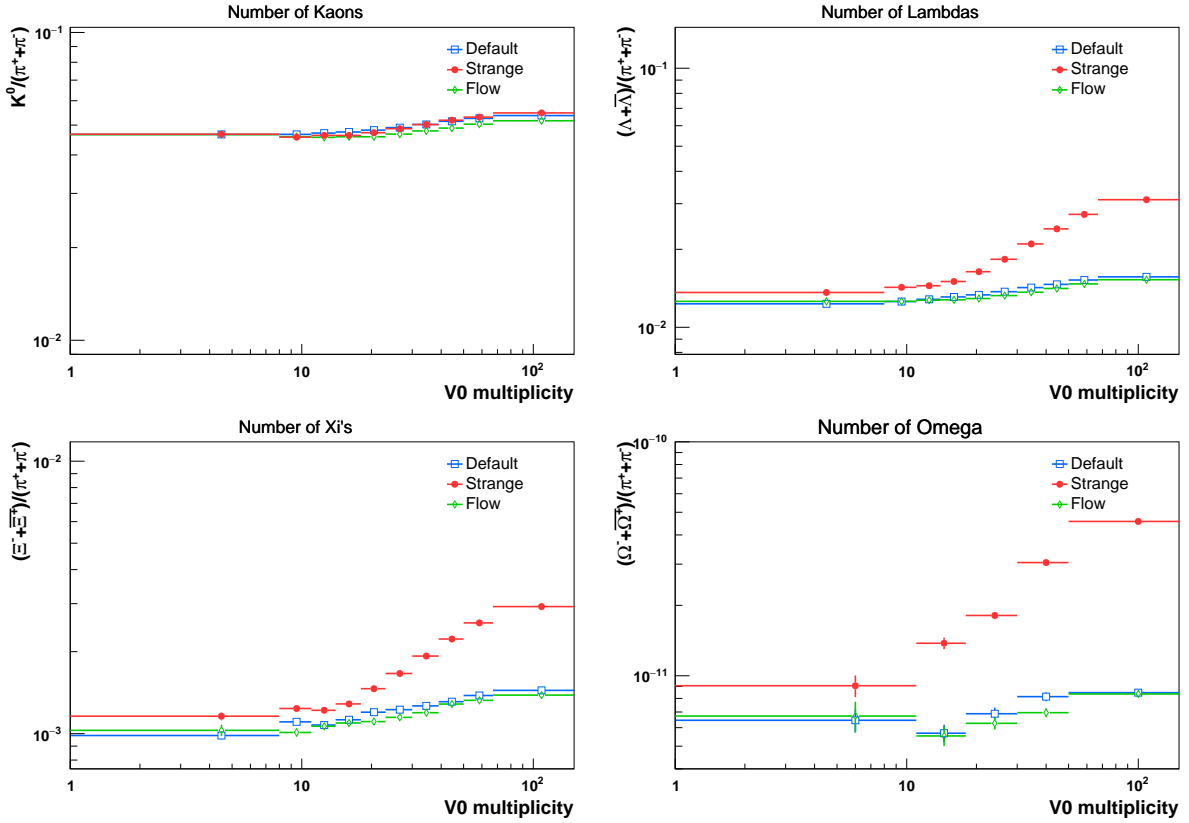 Number of Kaons
K⁰/(π⁺+π⁻)
10⁻¹
10⁻²
Default
Strange
Flow
1
10
10²
V0 multiplicity
Number of Lambdas
(Λ+Λ̅)/(π⁺+π⁻)
10⁻¹
10⁻²
Default
Strange
Flow
1
10
10²
V0 multiplicity
Number of Xi's
(Ξ⁻+Ξ̅⁺)/(π⁺+π⁻)
10⁻²
10⁻³
Default
Strange
Flow
1
10
10²
V0 multiplicity
Number of Omega
(Ω⁻+Ω̅⁺)/(π⁺+π⁻)
10⁻¹⁰
10⁻¹¹
Default
Strange
Flow
1
10
10²
V0 multiplicity